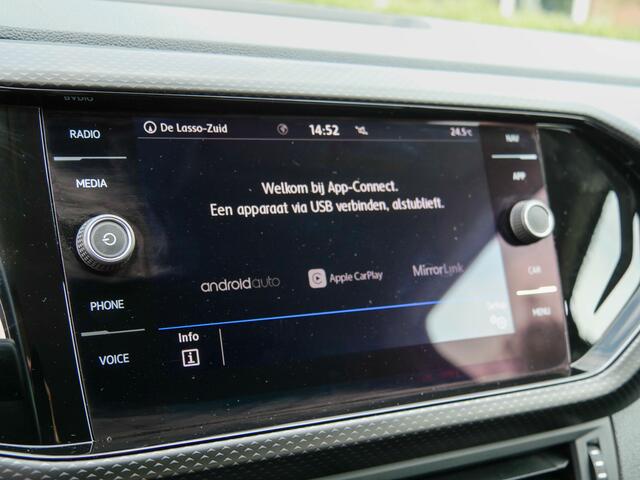 RADIO
MEDIA
PHONE
VOICE
De Lasso-Zuid
14:52
24.5°C
Welkom bij App-Connect.
Een apparaat via USB verbinden, alstublieft.
androidauto
Apple CarPlay
MirrorLink
Info
i
Setup
NAV
APP
CAR
MENU